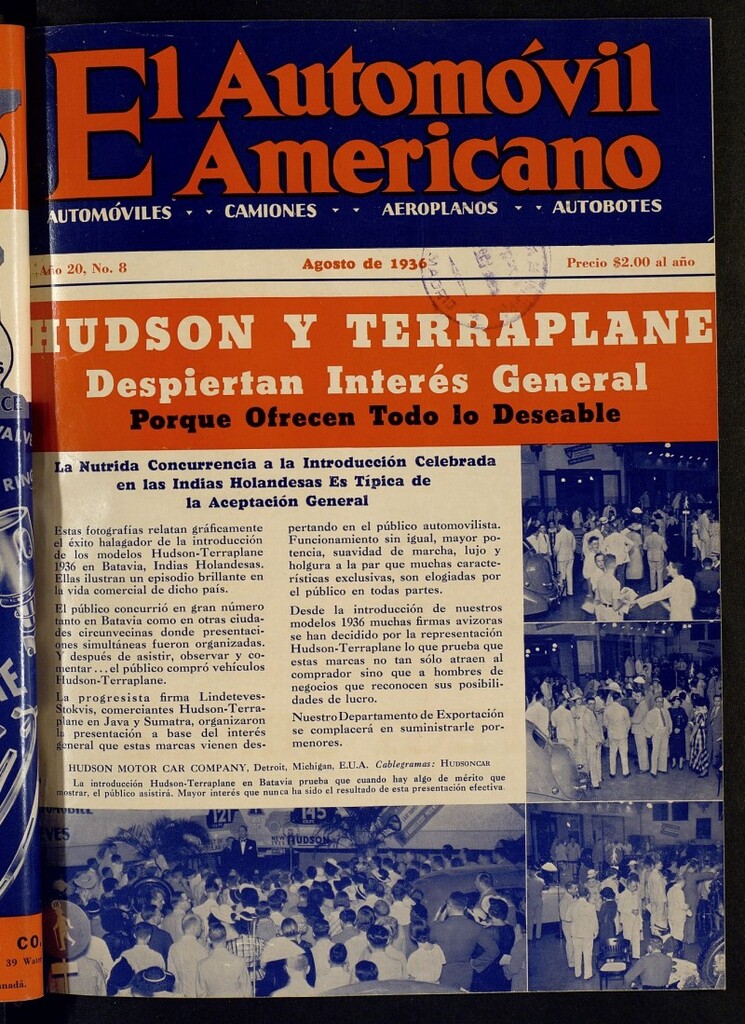 El Automóvil
Americano
AUTOMÓVILES - - CAMIONES - - AEROPLANOS - - AUTOBOTES
Año 20, No. 8
Agosto de 1936
Precio $2.00 al año
MADRID
HUDSON Y TERRAPLANE
Despiertan Interés General
Porque Ofrecen Todo lo Deseable
La Nutrida Concurrencia a la Introducción Celebrada
en las Indias Holandesas Es Típica de
la Aceptación General
Estas fotografías relatan gráficamente
el éxito halagador de la introducción
de los modelos Hudson-Terraplane
1936 en Batavia, Indias Holandesas.
Ellas ilustran un episodio brillante en
la vida comercial de dicho país.
El público concurrió en gran número
tanto en Batavia como en otras ciuda-
des circunvecinas donde presentaci-
ones simultáneas fueron organizadas.
Y después de asistir, observar y co-
mentar...el público compró vehículos
Hudson-Terraplane.
La progresista firma Lindeteves-
Stokvis, comerciantes Hudson-Terra-
plane en Java y Sumatra, organizaron
la presentación a base del interés
general que estas marcas vienen des-
pertando en el público automovilista.
Funcionamiento sin igual, mayor po-
tencia, suavidad de marcha, lujo y
holgura a la par que muchas carac-
terísticas exclusivas, son elogiadas por
el público en todas partes.
Desde la introducción de nuestros
modelos 1936 muchas firmas avizoras
se han decidido por la representación
Hudson-Terraplane lo que prueba que
estas marcas no tan sólo atraen al
comprador sino que a hombres de
negocios que reconocen sus posibili-
dades de lucro.
Nuestro Departamento de Exportación
se complacerá en suministrarle por-
menores.
HUDSON MOTOR CAR COMPANY, Detroit, Michigan, E.U.A. Cablegramas: HUDSONCAR
La introducción Hudson-Terraplane en Batavia prueba que cuando hay algo de mérito que
mostrar, el público asistirá. Mayor interés que nunca ha sido el resultado de esta presentación efectiva.
121
145
HUDSON
CE
VALV
RIN
CO
39 Wate
nadá.